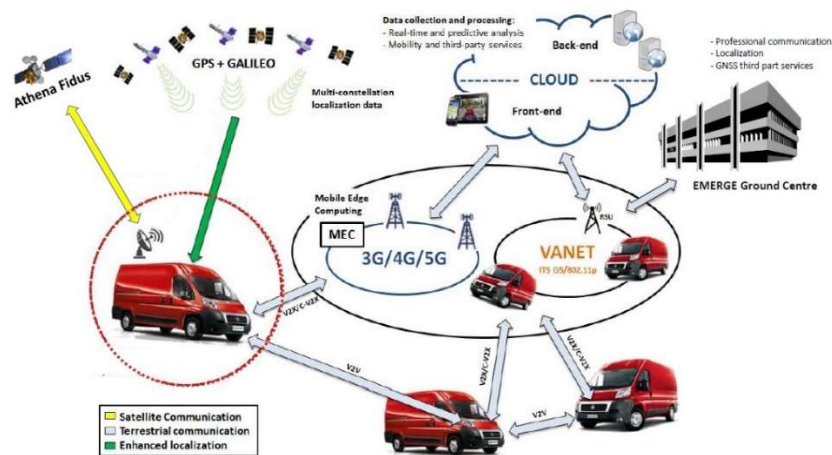 Athena Fidus
GPS + GALILEO
Multi-constellation
localization data
Data collection and processing:
- Real-time and predictive analysis
- Mobility and third-party services
Back-end
CLOUD
Front-end
- Professional communication
- Localization
- GNSS third part services
EMERGE Ground Centre
Mobile Edge
Computing
MEC
3G/4G/5G
RSU
VANET
ITS G5/802.11p
V2X/C-V2X
V2V
V2X/C-V2X
V2X/C-V2X
V2V
Satellite Communication
Terrestrial communication
Enhanced localization